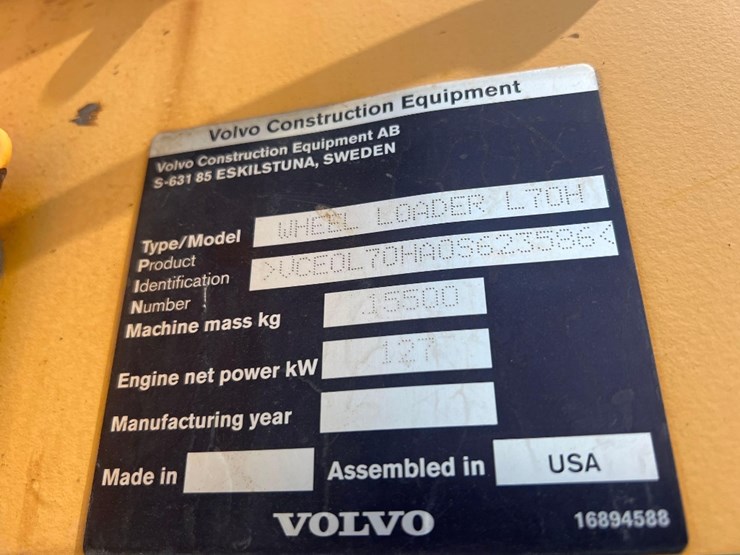 Volvo Construction Equipment
Volvo Construction Equipment AB
S-631 85 ESKILSTUNA, SWEDEN
Type/Model WHEEL LOADER L70H
Product
Identification >VCE0L70HA0S623586<
Number
Machine mass kg 15500
Engine net power kW 127
Manufacturing year
Made in Assembled in USA
VOLVO 16894588